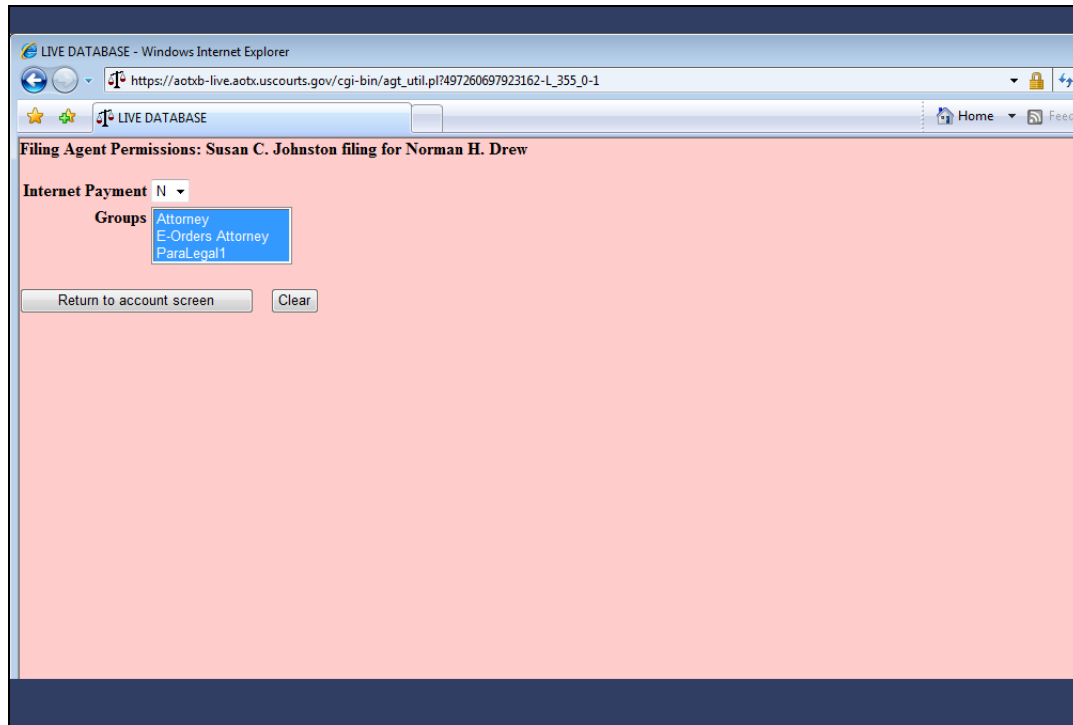 LIVE DATABASE - Windows Internet Explorer
https://aotxb-live.aotx.uscourts.gov/cgi-bin/agt_util.pl?497260697923162-L_355_0-1
LIVE DATABASE Home
Filing Agent Permissions: Susan C. Johnston filing for Norman H. Drew
Internet Payment N
Groups Attorney
E-Orders Attorney
ParaLegal1
Return to account screen Clear